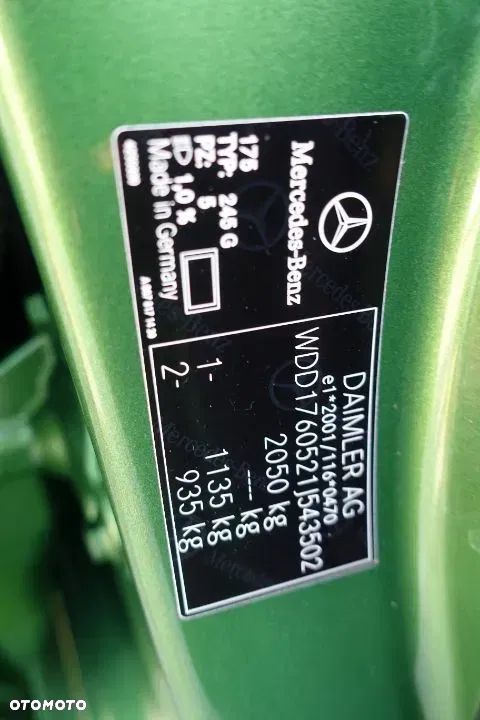 Mercedes-Benz
DAIMLER AG
e1*2001/116*0470
WDD1760521J543502
2050 kg
--- kg
1- 1135 kg
2- 935 kg
176
TYP: 245 G
PZ: 5
1,0 %
Made in Germany
OTOMOTO